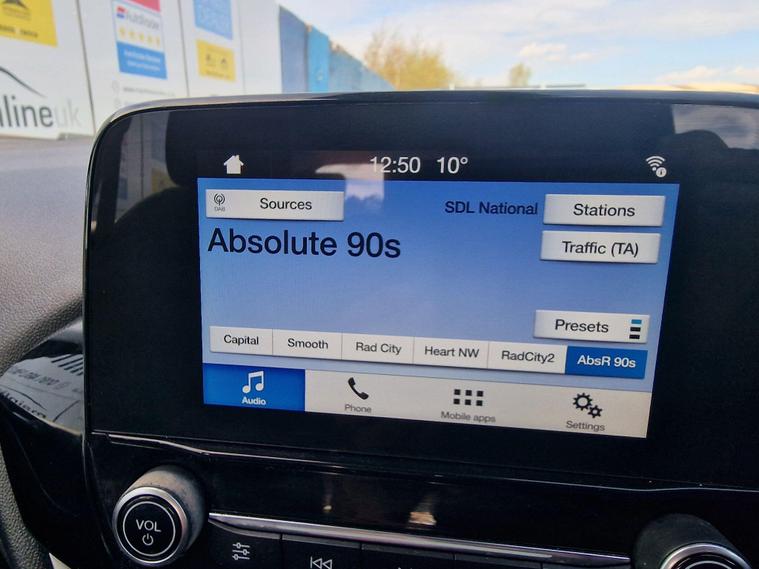 nlineuk
12:50 10°
DAB
Sources
SDL National
Stations
Absolute 90s
Traffic (TA)
Presets
Capital
Smooth
Rad City
Heart NW
RadCity2
AbsR 90s
Audio
Phone
Mobile apps
Settings
VOL